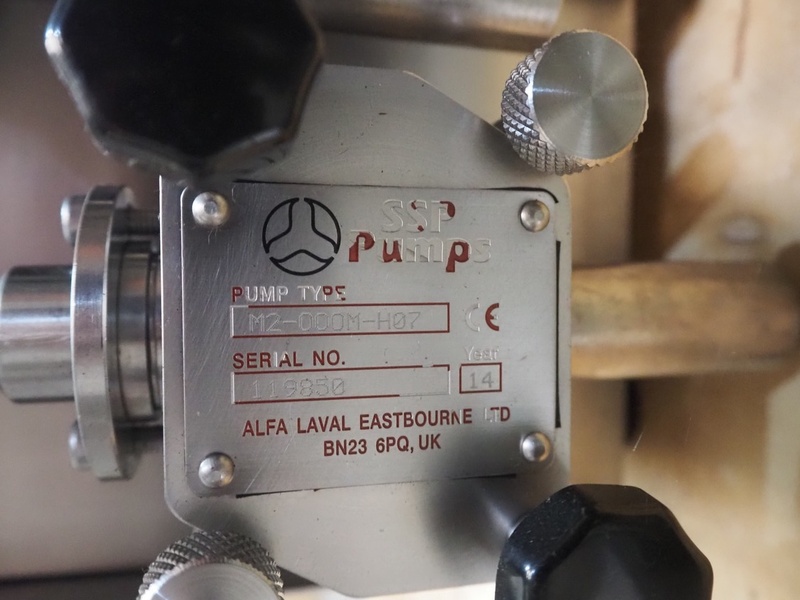 SSP
Pumps
PUMP TYPE
M2-000M-H07 CE
SERIAL NO. Year
119850 14
ALFA LAVAL EASTBOURNE LTD
BN23 6PQ, UK